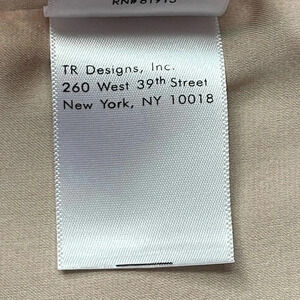 TR Designs, Inc.
260 West 39th Street
New York, NY 10018